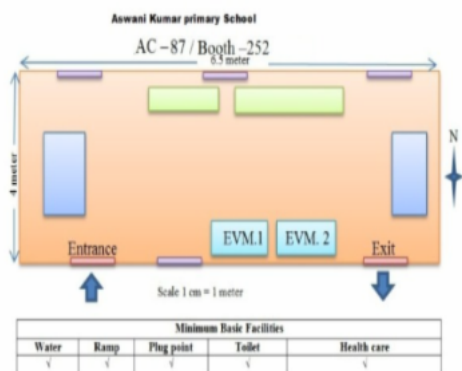 Aswani Kumar primary School
AC – 87 / Booth –252
6.5 meter
4 meter
N
EVM.1 EVM. 2
Entrance Exit
Scale 1 cm = 1 meter
Minimum Basic Facilities
Water Ramp Plug point Toilet Health care
√ √ √ √ √